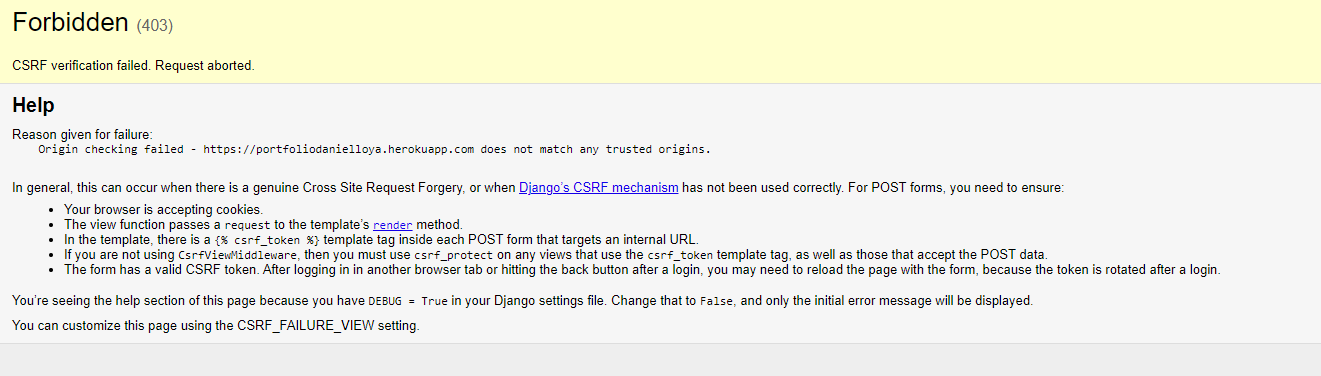 Forbidden (403)
CSRF verification failed. Request aborted.
Help
Reason given for failure:
Origin checking failed - https://portfoliodanielloya.herokuapp.com does not match any trusted origins.
In general, this can occur when there is a genuine Cross Site Request Forgery, or when Django’s CSRF mechanism has not been used correctly. For POST forms, you need to ensure:
• Your browser is accepting cookies.
• The view function passes a request to the template’s render method.
• In the template, there is a {% csrf_token %} template tag inside each POST form that targets an internal URL.
• If you are not using CsrfViewMiddleware, then you must use csrf_protect on any views that use the csrf_token template tag, as well as those that accept the POST data.
• The form has a valid CSRF token. After logging in in another browser tab or hitting the back button after a login, you may need to reload the page with the form, because the token is rotated after a login.
You’re seeing the help section of this page because you have DEBUG = True in your Django settings file. Change that to False, and only the initial error message will be displayed.
You can customize this page using the CSRF_FAILURE_VIEW setting.